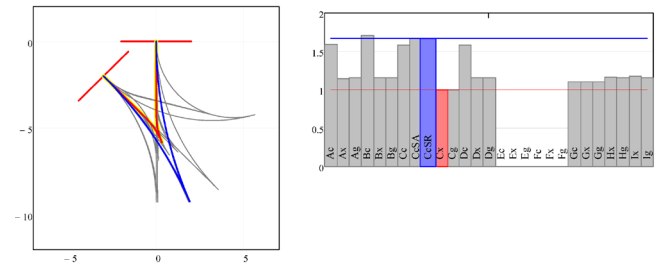 0
− 5
− 10
− 5 0 5
2
1.5
1
0.5
0
Ac
Ax
Ag
Bc
Bx
Bg
Cc
CcSA
CcSR
Cx
Cg
Dc
Dx
Dg
Ec
Ex
Eg
Fc
Fx
Fg
Gc
Gx
Gg
Hx
Hg
Ix
Ig